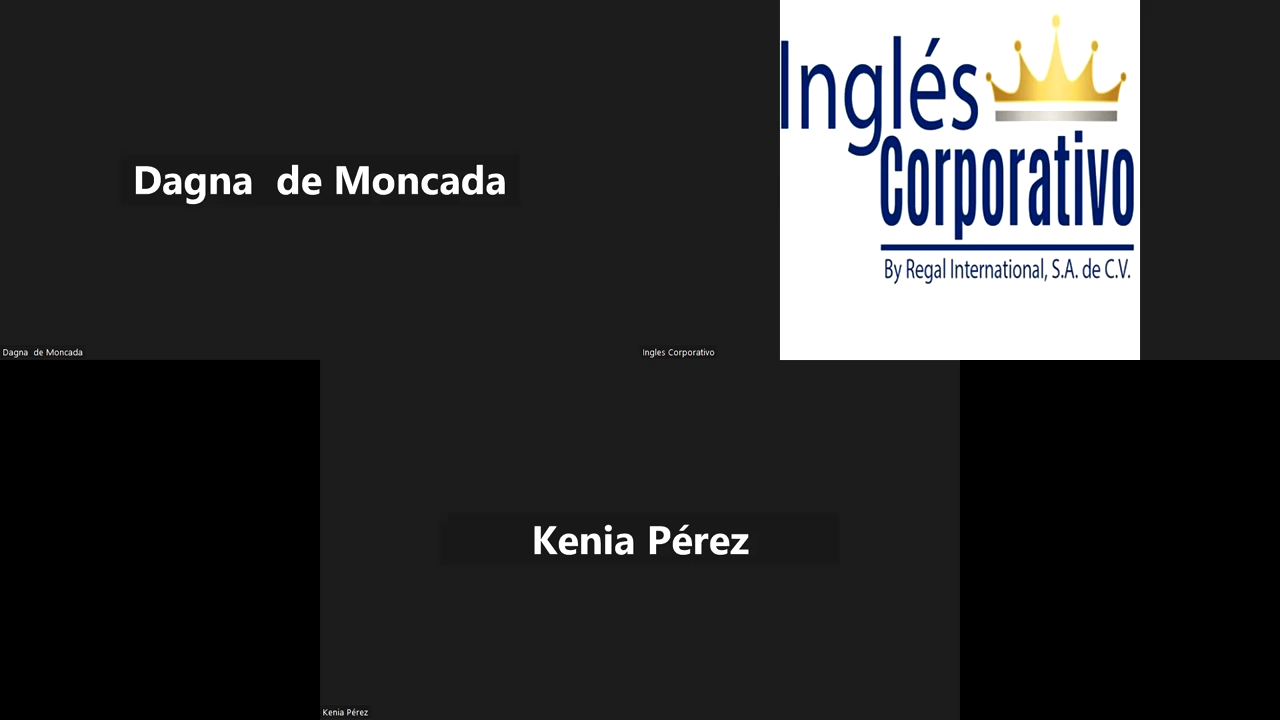 Dagna  de Moncada
Dagna  de Moncada
Inglés
Corporativo
By Regal International, S.A. de C.V.
Ingles Corporativo
Kenia Pérez
Kenia Pérez